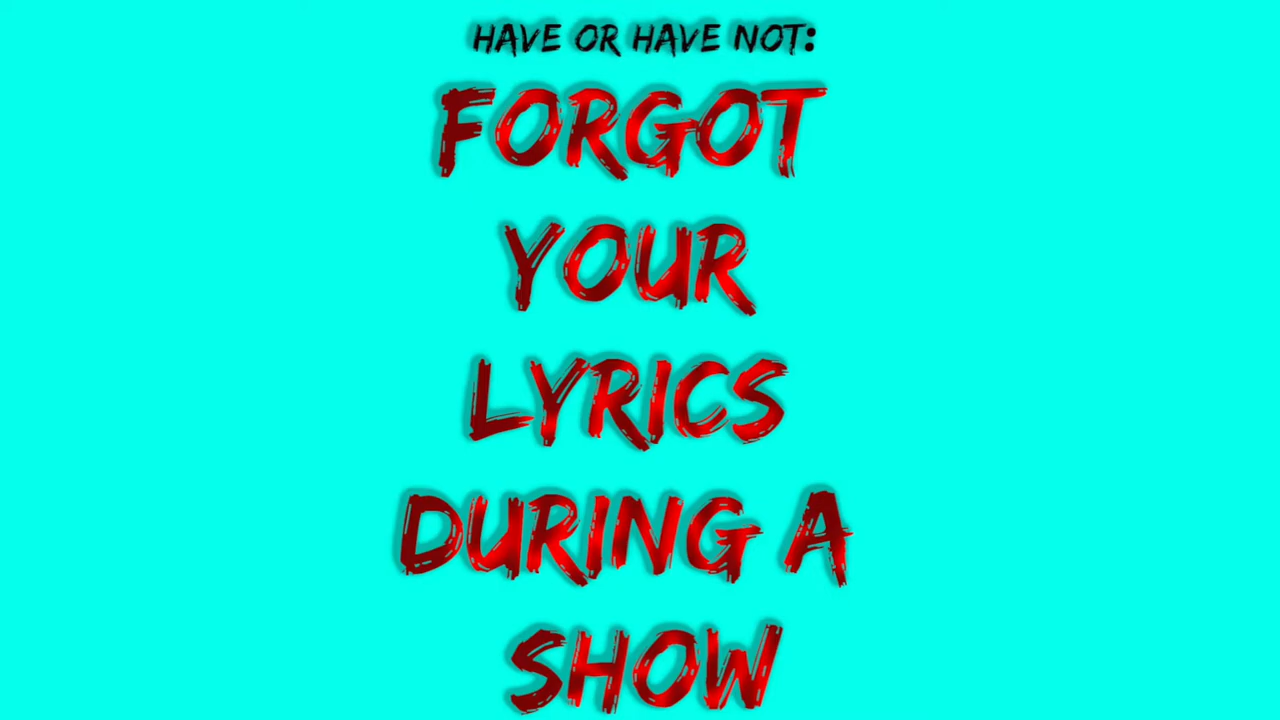 HAVE OR HAVE NOT:
FORGOT
YOUR
LYRICS
DURING A
SHOW